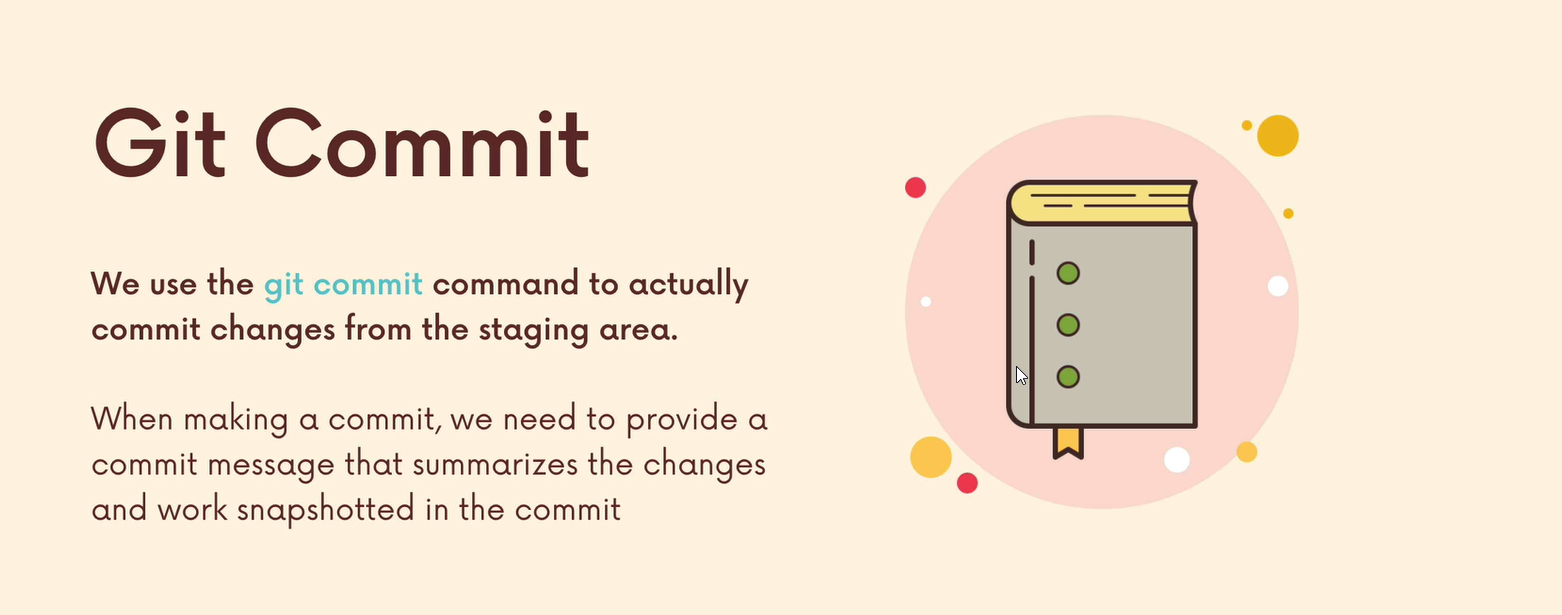 Git Commit
We use the git commit command to actually
commit changes from the staging area.
When making a commit, we need to provide a
commit message that summarizes the changes
and work snapshotted in the commit